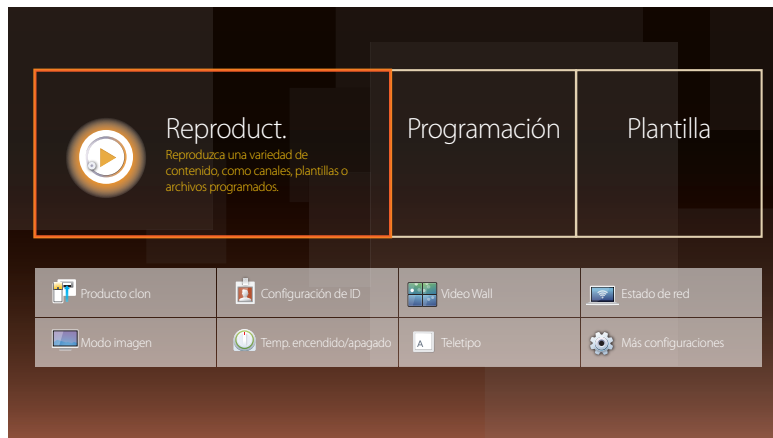 Reproduct.
Reproduzca una variedad de
contenido, como canales, plantillas o
archivos programados.
Programación
Plantilla
Producto clon
Configuración de ID
Video Wall
Estado de red
Modo imagen
Temp. encendido/apagado
A
Teletipo
Más configuraciones